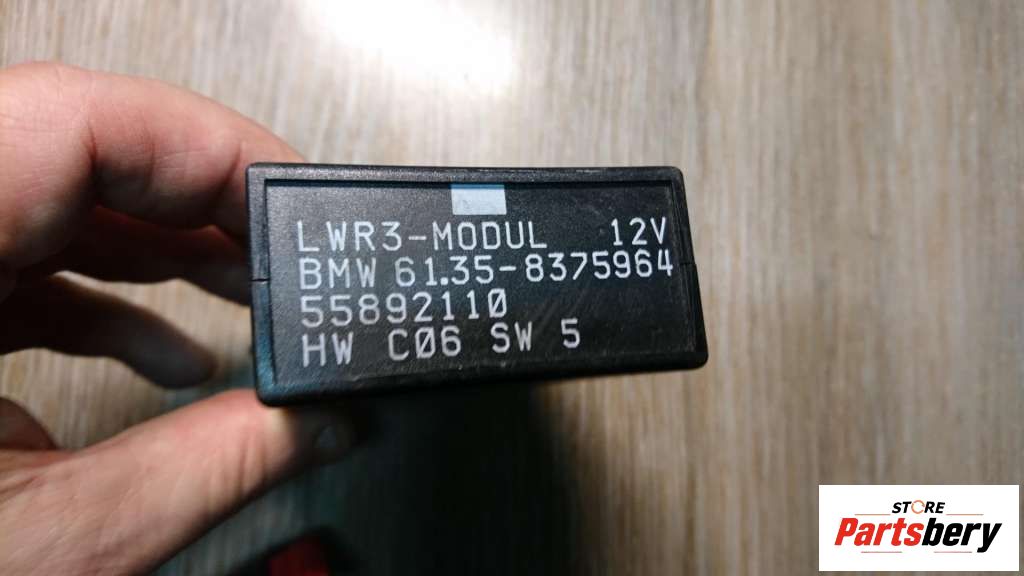 LWR3-MODUL 12V
BMW 61.35-8375964
55892110
HW C06 SW 5
STORE
Partsbery